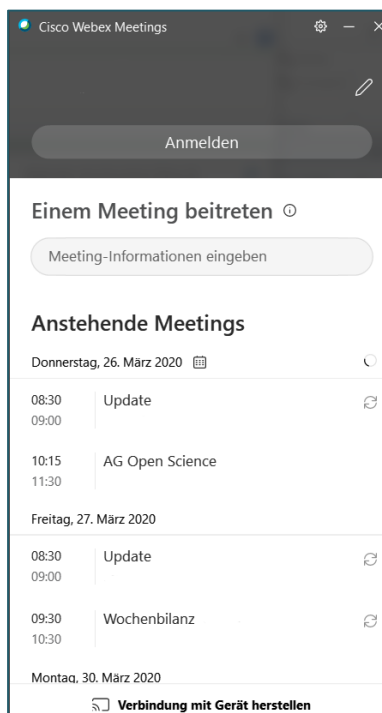 Cisco Webex Meetings
Anmelden
Einem Meeting beitreten
Meeting-Informationen eingeben
Anstehende Meetings
Donnerstag, 26. März 2020
08:30 Update
09:00
10:15 AG Open Science
11:30
Freitag, 27. März 2020
08:30 Update
09:00
09:30 Wochenbilanz
10:30
Montag, 30. März 2020
Verbindung mit Gerät herstellen